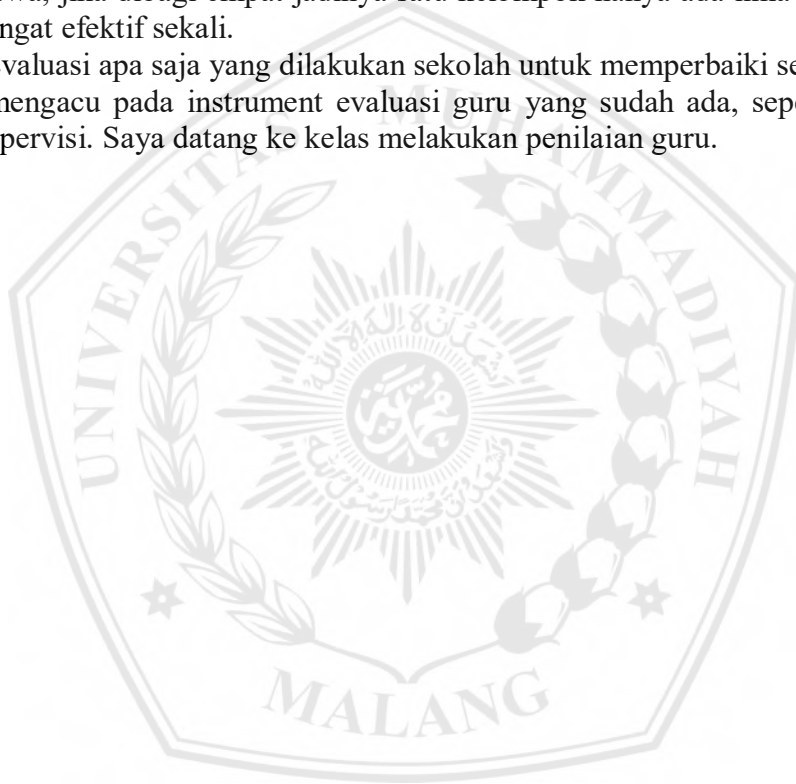 wa, jika dibagi empat jadinya satu kelompok hanya ada lima
ngat efektif sekali.
valuasi apa saja yang dilakukan sekolah untuk memperbaiki se
mengacu pada instrument evaluasi guru yang sudah ada, sepe
pervisi. Saya datang ke kelas melakukan penilaian guru.
UNIVERSITAS MUHAMMADIYAH
MALANG